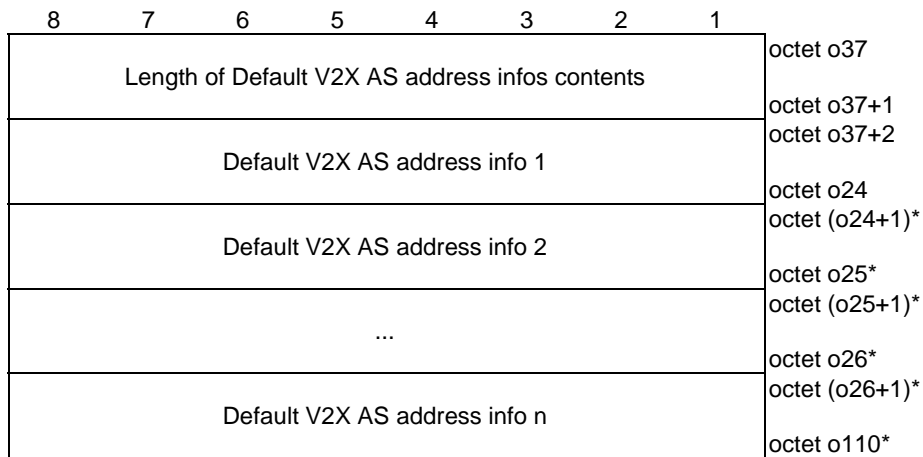 8 7 6 5 4 3 2 1
octet o37
Length of Default V2X AS address infos contents
octet o37+1
octet o37+2
Default V2X AS address info 1
octet o24
octet (o24+1)*
Default V2X AS address info 2
octet o25*
octet (o25+1)*
...
octet o26*
octet (o26+1)*
Default V2X AS address info n
octet o110*